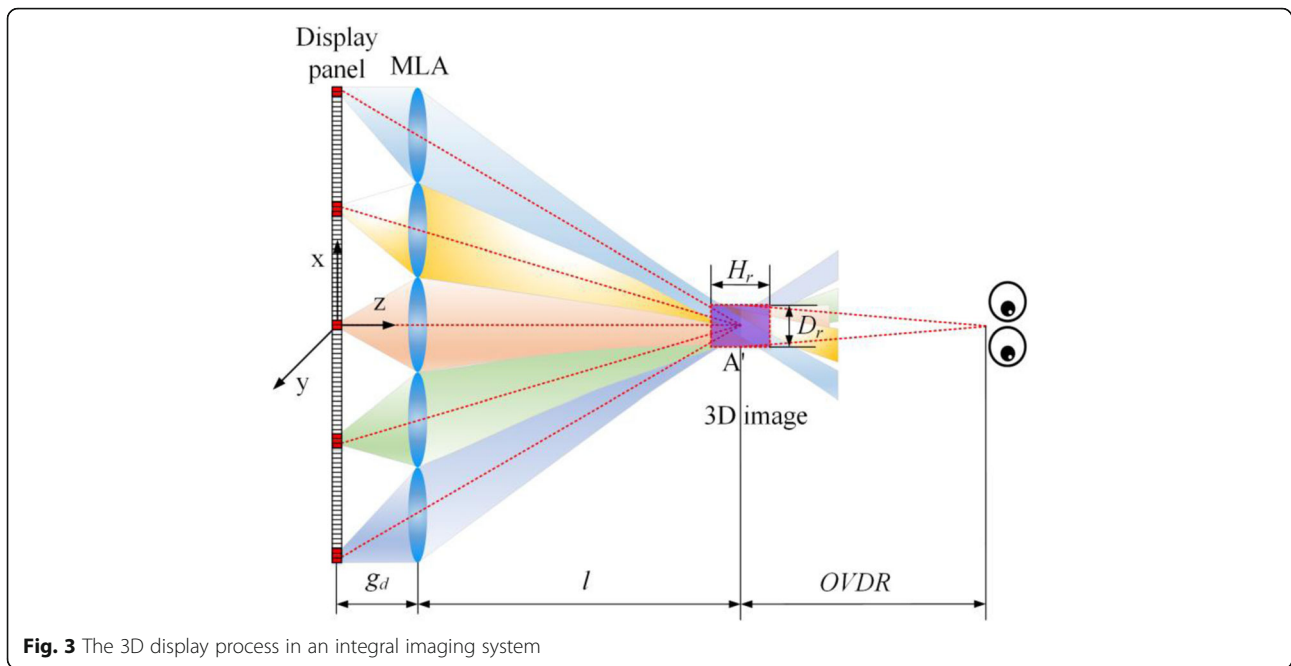 Display
panel
MLA
x
z
y
H_r
D_r
A'
3D image
g_d
l
OVDR
Fig. 3 The 3D display process in an integral imaging system